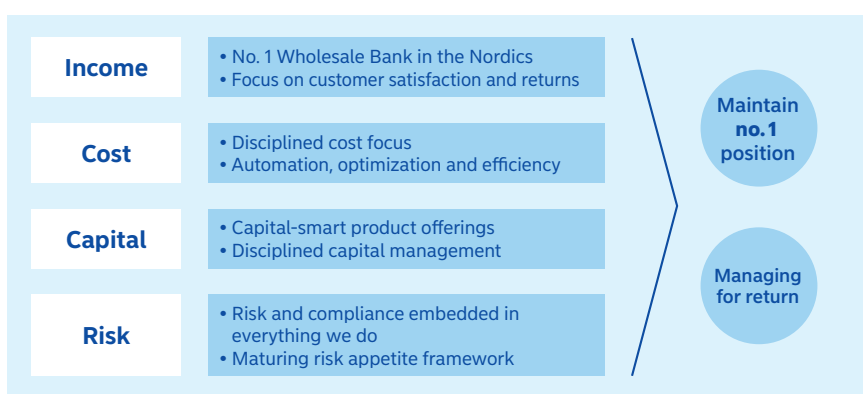 Income
• No. 1 Wholesale Bank in the Nordics
• Focus on customer satisfaction and returns
Cost
• Disciplined cost focus
• Automation, optimization and efficiency
Capital
• Capital-smart product offerings
• Disciplined capital management
Risk
• Risk and compliance embedded in
everything we do
• Maturing risk appetite framework
Maintain
no. 1
position
Managing
for return